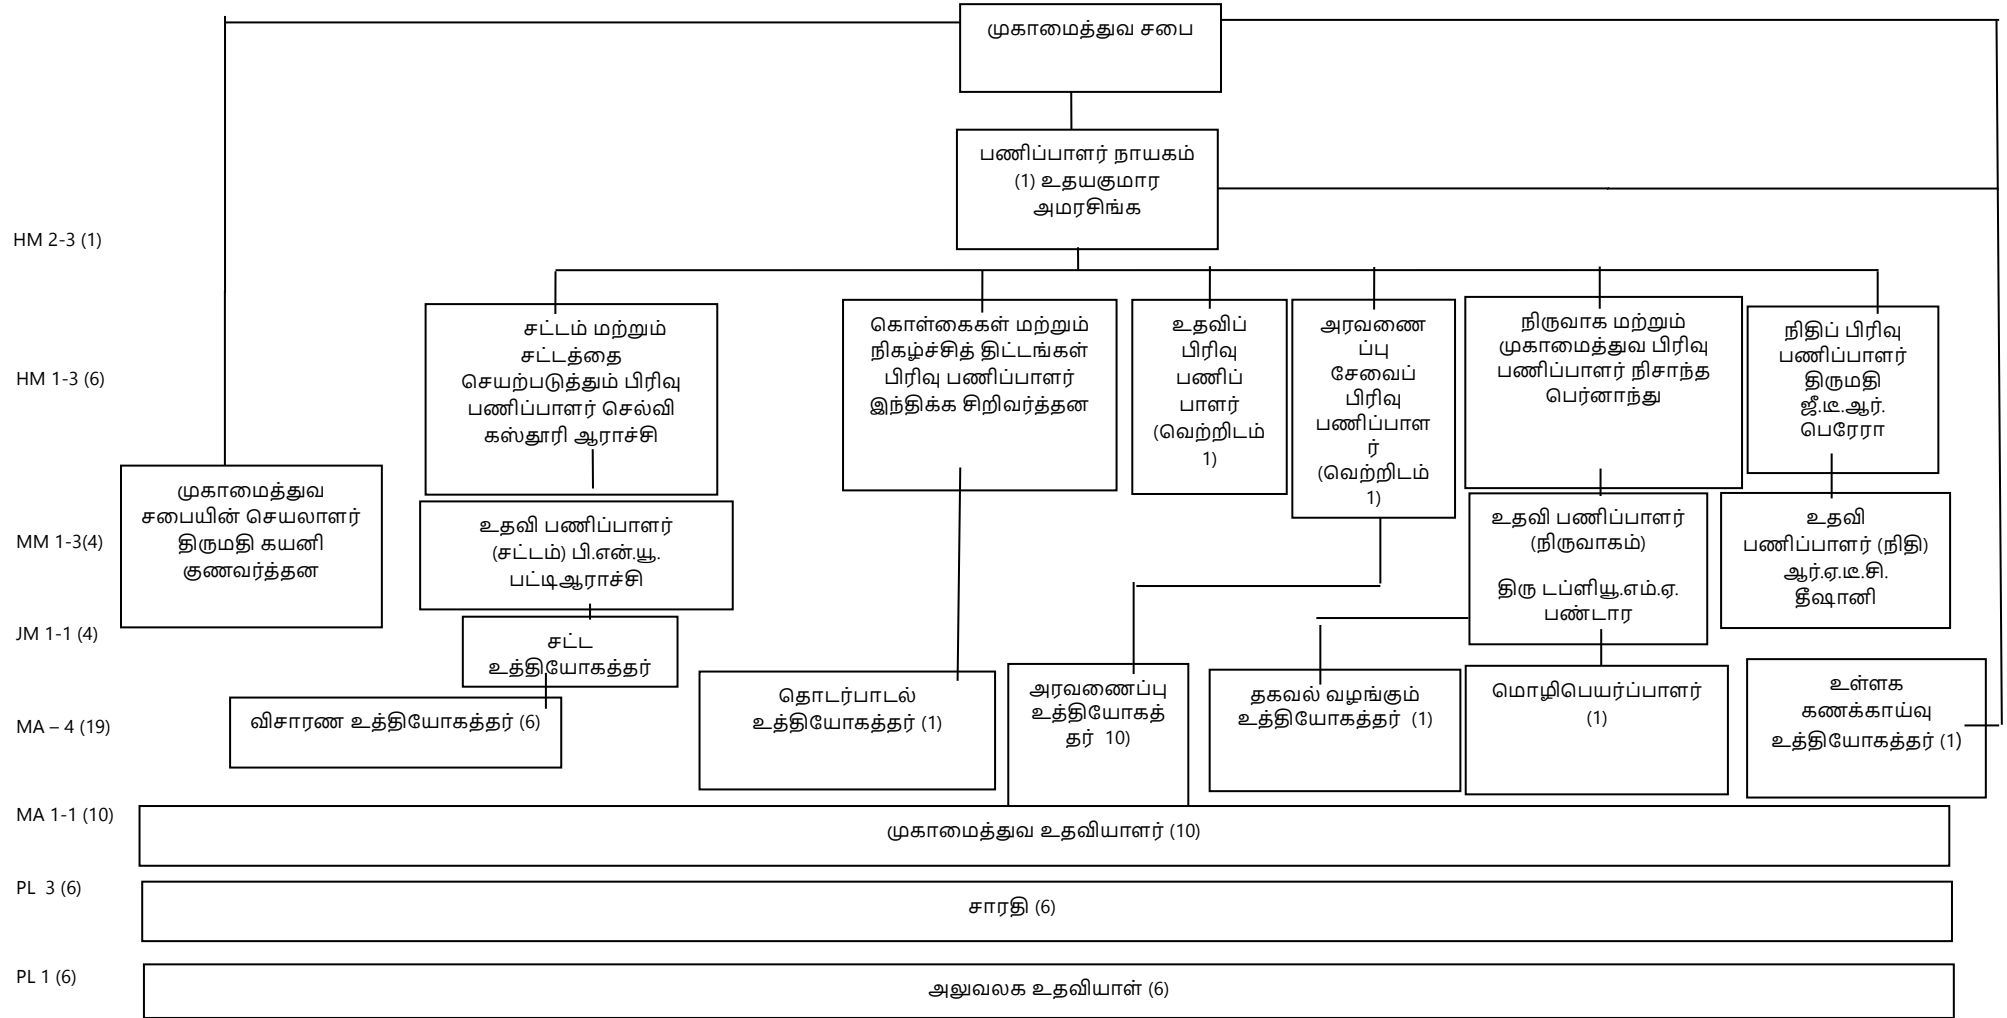 முகாமைத்துவ சபை
பணிப்பாளர் நாயகம்
(1) உதயகுமார
அமரசிங்க
HM 2-3 (1)
HM 1-3 (6)
சட்டம் மற்றும்
சட்டத்தை
செயற்படுத்தும் பிரிவு
பணிப்பாளர் செல்வி
கஸ்தூரி ஆராச்சி
கொள்கைகள் மற்றும்
நிகழ்ச்சித் திட்டங்கள்
பிரிவு பணிப்பாளர்
இந்திக்க சிறிவர்த்தன
உதவிப்
பிரிவு
பணிப்
பாளர்
(வெற்றிடம்
1)
அரவணை
ப்பு
சேவைப்
பிரிவு
பணிப்பாள
ர்
(வெற்றிடம்
1)
நிருவாக மற்றும்
முகாமைத்துவ பிரிவு
பணிப்பாளர் நிசாந்த
பெர்னாந்து
நிதிப் பிரிவு
பணிப்பாளர்
திருமதி
ஜீ.டீ.ஆர்.
பெரேரா
MM 1-3(4)
முகாமைத்துவ
சபையின் செயலாளர்
திருமதி கயனி
குணவர்த்தன
உதவி பணிப்பாளர்
(சட்டம்) பி.என்.யூ.
பட்டிஆராச்சி
உதவி பணிப்பாளர்
(நிருவாகம்)
திரு டப்ளியூ.எம்.ஏ.
பண்டார
உதவி
பணிப்பாளர் (நிதி)
ஆர்.ஏ.டீ.சி.
தீஷானி
JM 1-1 (4)
சட்ட
உத்தியோகத்தர்
MA – 4 (19)
விசாரண உத்தியோகத்தர் (6)
தொடர்பாடல்
உத்தியோகத்தர் (1)
அரவணைப்பு
உத்தியோகத்
தர் 10)
தகவல் வழங்கும்
உத்தியோகத்தர் (1)
மொழிபெயர்ப்பாளர்
(1)
உள்ளக
கணக்காய்வு
உத்தியோகத்தர் (1)
MA 1-1 (10)
முகாமைத்துவ உதவியாளர் (10)
PL 3 (6)
சாரதி (6)
PL 1 (6)
அலுவலக உதவியாள் (6)